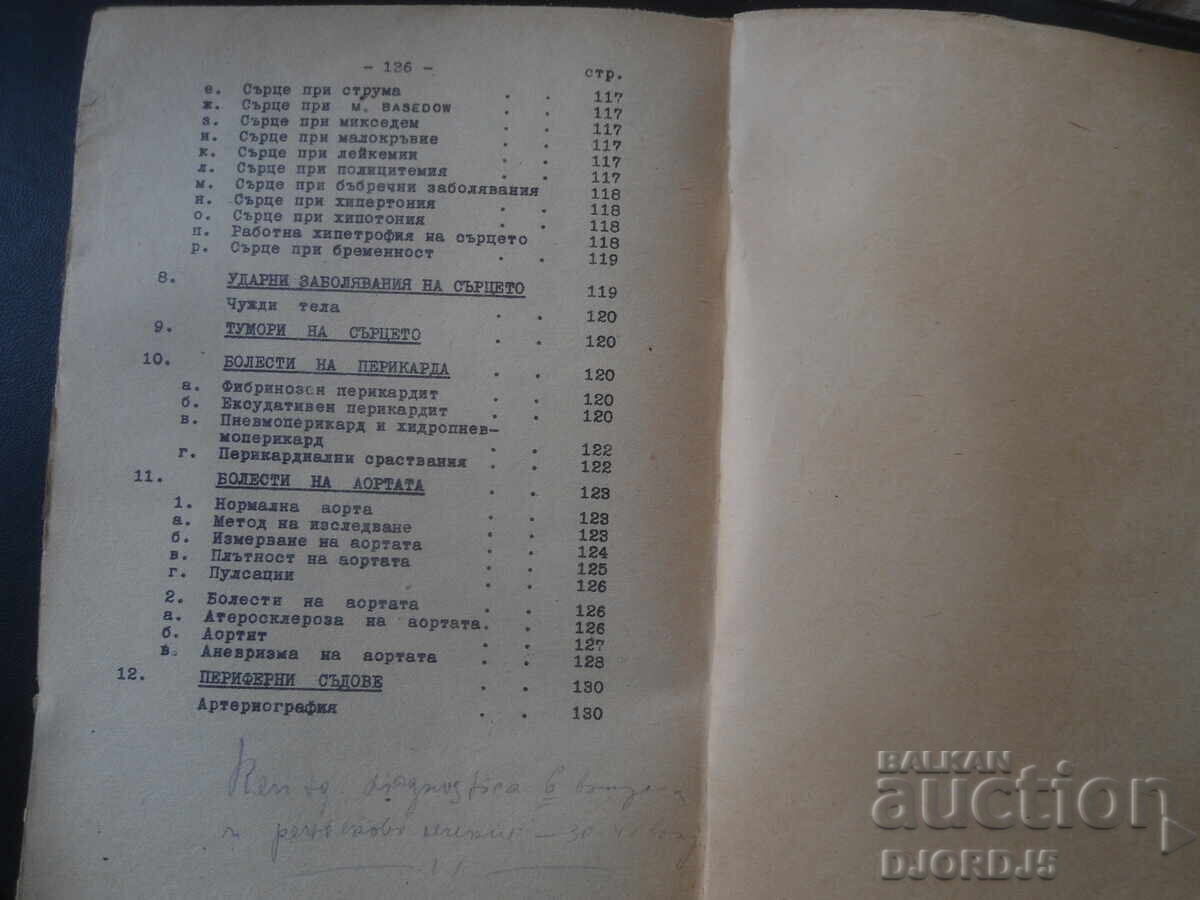 - 136 -
стр.
е. Сърце при струма . . 117
ж. Сърце при M. BASEDOW . . 117
з. Сърце при микседем . . 117
и. Сърце при малокръвие . . 117
к. Сърце при лейкемии . . 117
л. Сърце при полицитемия . . 117
м. Сърце при бъбречни заболявания 118
н. Сърце при хипертония . . 118
о. Сърце при хипотония . . 118
п. Работна хипетрофия на сърцето . 118
р. Сърце при бременност . . 119
8. УДАРНИ ЗАБОЛЯВАНИЯ НА СЪРЦЕТО 119
Чужди тела . . 120
9. ТУМОРИ НА СЪРЦЕТО . . 120
10. БОЛЕСТИ НА ПЕРИКАРДА . . 120
а. Фибринозен перикардит . . 120
б. Ексудативен перикардит . . 120
в. Пневмоперикард и хидропнев-
моперикард . . 122
г. Перикардиални сраствания . . 122
11. БОЛЕСТИ НА АОРТАТА . . 123
1. Нормална аорта . . 123
а. Метод на изследване . . 123
б. Измерване на аортата . . 124
в. Плътност на аортата . . 125
г. Пулсации . . 126
2. Болести на аортата . . 126
а. Атеросклероза на аортата. . 126
б. Аортит . . 127
в. Аневризма на аортата . . 128
12. ПЕРИФЕРНИ СЪДОВЕ . . 130
Артериография . . 130
BALKAN
auction
DJORDJ5